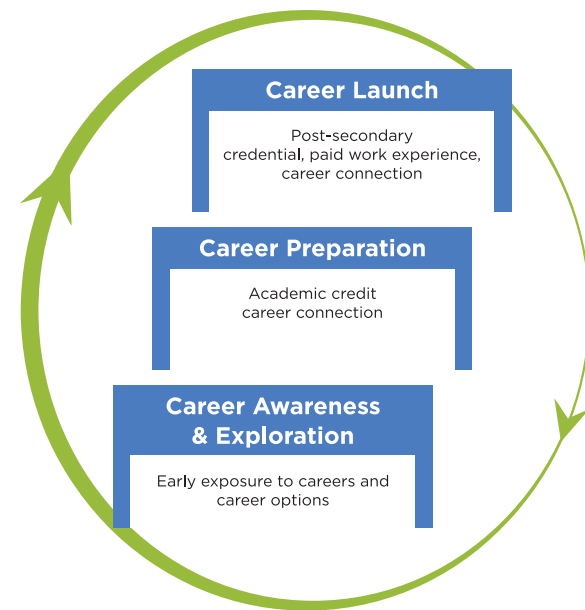 Career Launch
Post-secondary
credential, paid work experience,
career connection
Career Preparation
Academic credit
career connection
Career Awareness
& Exploration
Early exposure to careers and
career options